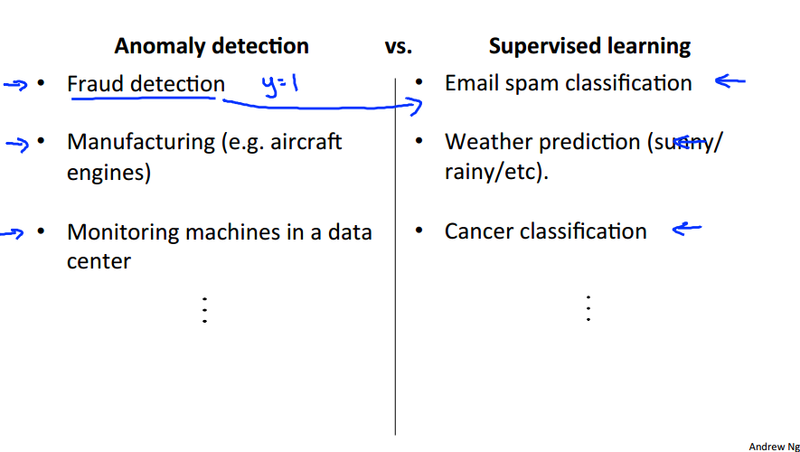 Anomaly detection vs. Supervised learning
• Fraud detection y=1
• Manufacturing (e.g. aircraft
engines)
• Monitoring machines in a data
center
⋮
• Email spam classification
• Weather prediction (sunny/
rainy/etc).
• Cancer classification
⋮
Andrew Ng